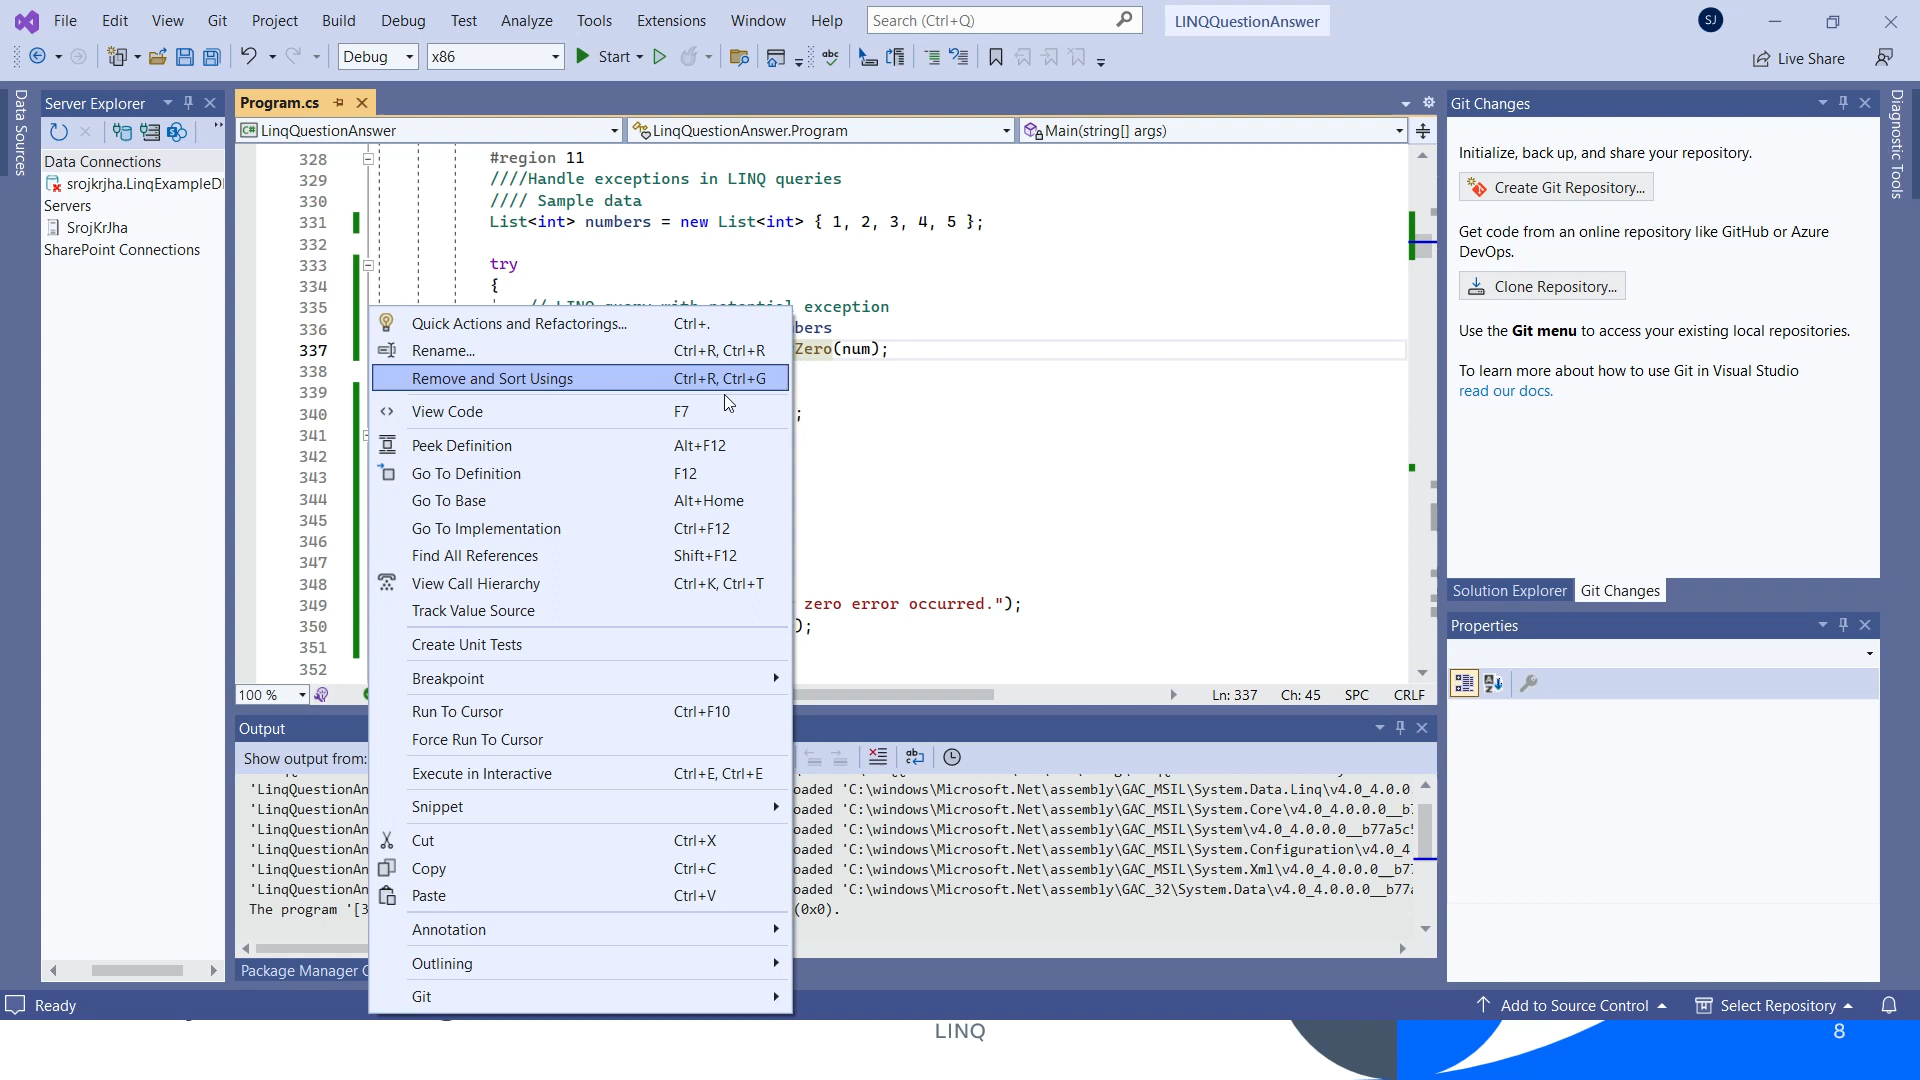 File Edit View Git Project Build Debug Test Analyze Tools Extensions Window Help Search (Ctrl+Q) LINQQuestionAnswer SJ
Debug x86 Start Live Share
Data Sources
Server Explorer
Data Connections
srojkrjha.LinqExampleD
Servers
SrojKrJha
SharePoint Connections
Program.cs
LinqQuestionAnswer LinqQuestionAnswer.Program Main(string[] args)
328 #region 11
329 ////Handle exceptions in LINQ queries
330 //// Sample data
331 List<int> numbers = new List<int> { 1, 2, 3, 4, 5 };
332
333 try
334 {
335 // LINQ query with potential exception
336 bers
337 Zero(num);
338
339
340 ;
341
342
343
344
345
346
347
348
349 zero error occurred.");
350 );
351
352
100 % Ln: 337 Ch: 45 SPC CRLF
Quick Actions and Refactorings... Ctrl+.
Rename... Ctrl+R, Ctrl+R
Remove and Sort Usings Ctrl+R, Ctrl+G
View Code F7
Peek Definition Alt+F12
Go To Definition F12
Go To Base Alt+Home
Go To Implementation Ctrl+F12
Find All References Shift+F12
View Call Hierarchy Ctrl+K, Ctrl+T
Track Value Source
Create Unit Tests
Breakpoint
Run To Cursor Ctrl+F10
Force Run To Cursor
Execute in Interactive Ctrl+E, Ctrl+E
Snippet
Cut Ctrl+X
Copy Ctrl+C
Paste Ctrl+V
Annotation
Outlining
Git
Output
Show output from:
'LinqQuestionAn oaded 'C:\windows\Microsoft.Net\assembly\GAC_MSIL\System.Data.Linq\v4.0_4.0.0
'LinqQuestionAn oaded 'C:\windows\Microsoft.Net\assembly\GAC_MSIL\System.Core\v4.0_4.0.0.0__b
'LinqQuestionAn oaded 'C:\windows\Microsoft.Net\assembly\GAC_MSIL\System\v4.0_4.0.0.0__b77a5c
'LinqQuestionAn oaded 'C:\windows\Microsoft.Net\assembly\GAC_MSIL\System.Configuration\v4.0_4
'LinqQuestionAn oaded 'C:\windows\Microsoft.Net\assembly\GAC_MSIL\System.Xml\v4.0_4.0.0.0__b7
'LinqQuestionAn oaded 'C:\windows\Microsoft.Net\assembly\GAC_32\System.Data\v4.0_4.0.0.0__b77
The program '[3 (0x0).
Package Manager C
Git Changes
Initialize, back up, and share your repository.
Create Git Repository...
Get code from an online repository like GitHub or Azure
DevOps.
Clone Repository...
Use the Git menu to access your existing local repositories.
To learn more about how to use Git in Visual Studio
read our docs.
Solution Explorer Git Changes
Properties
Diagnostic Tools
Ready Add to Source Control Select Repository
LINQ 8